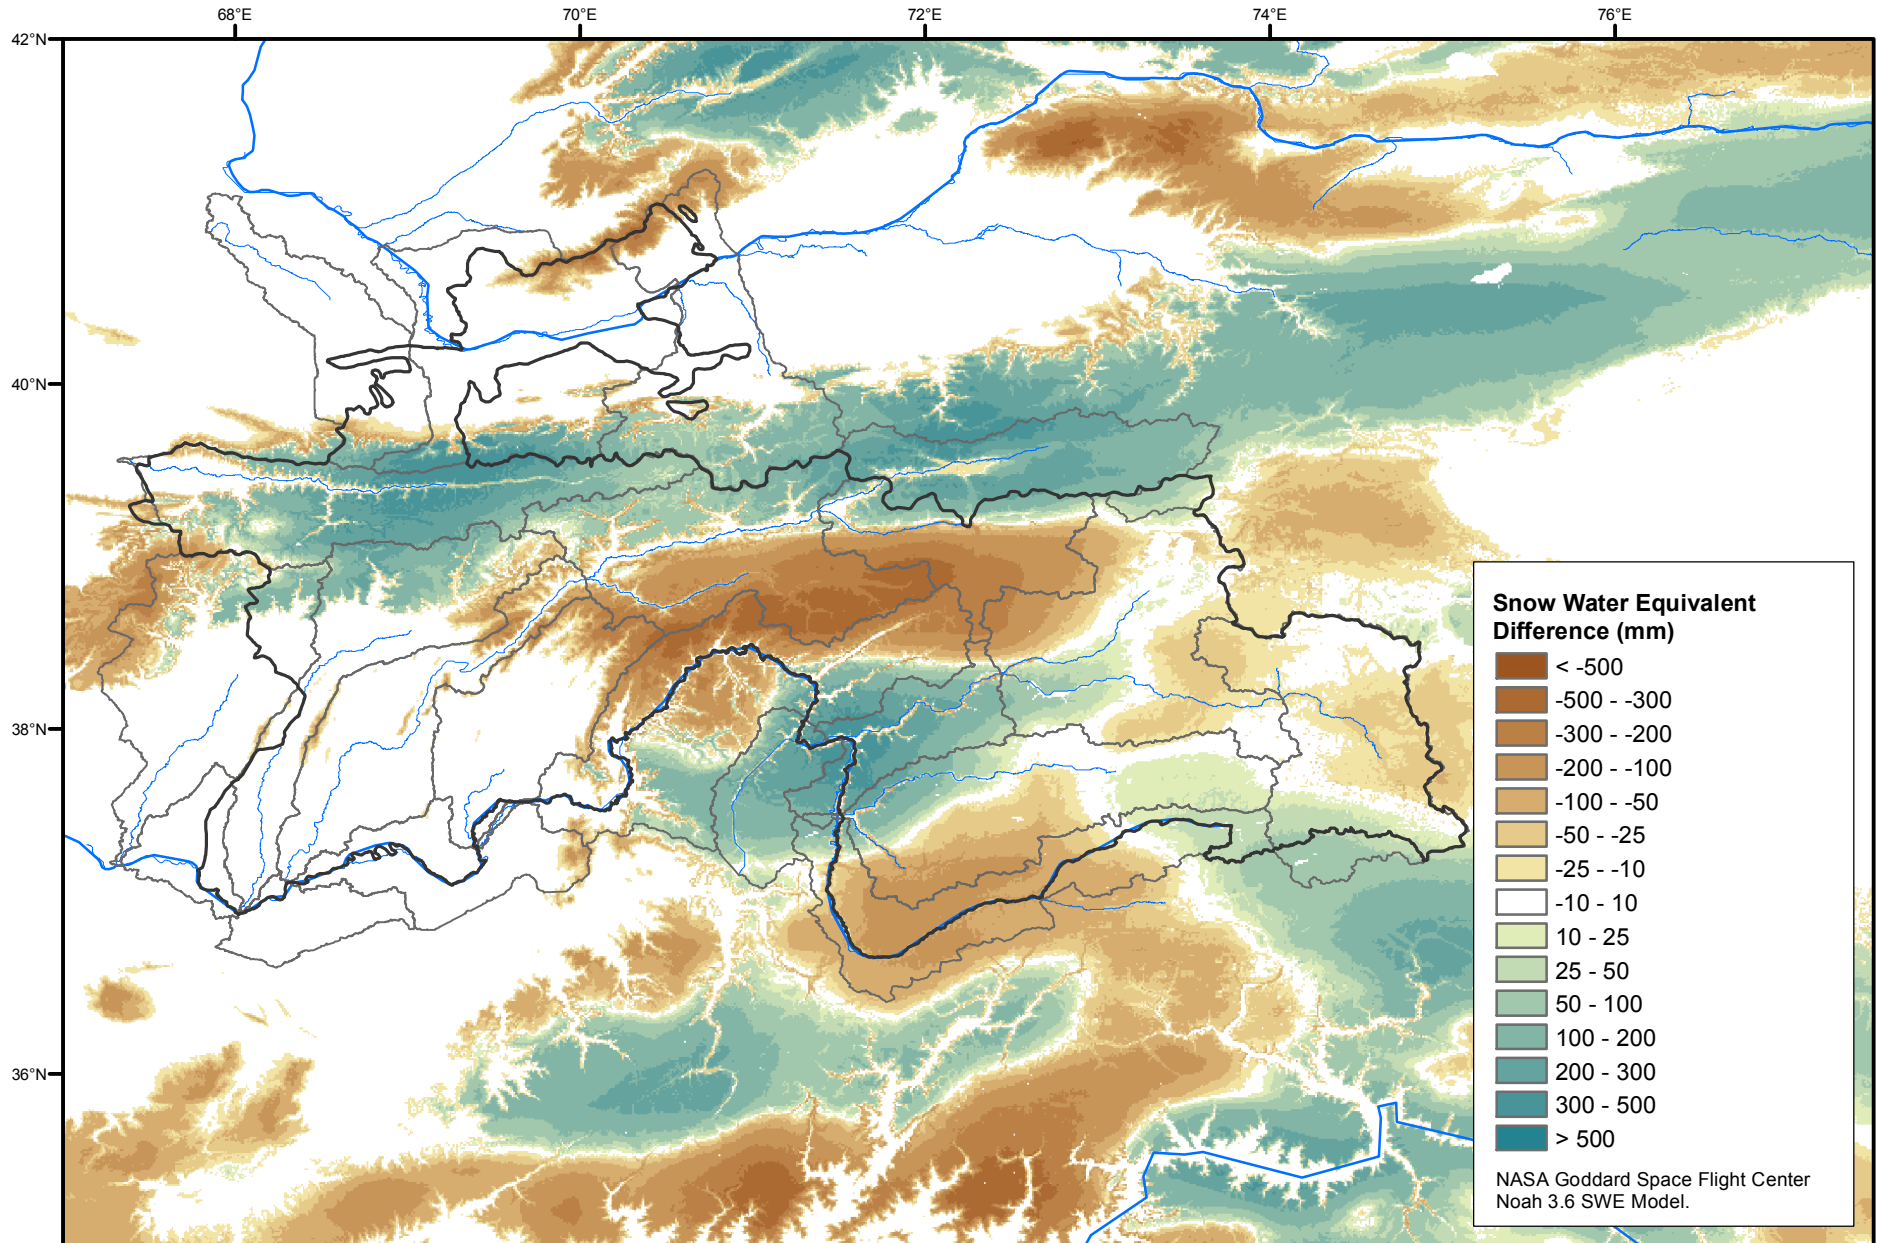 68°E
70°E
72°E
74°E
76°E
42°N
40°N
38°N
36°N
Snow Water Equivalent
Difference (mm)
< -500
-500 - -300
-300 - -200
-200 - -100
-100 - -50
-50 - -25
-25 - -10
-10 - 10
10 - 25
25 - 50
50 - 100
100 - 200
200 - 300
300 - 500
> 500
NASA Goddard Space Flight Center
Noah 3.6 SWE Model.